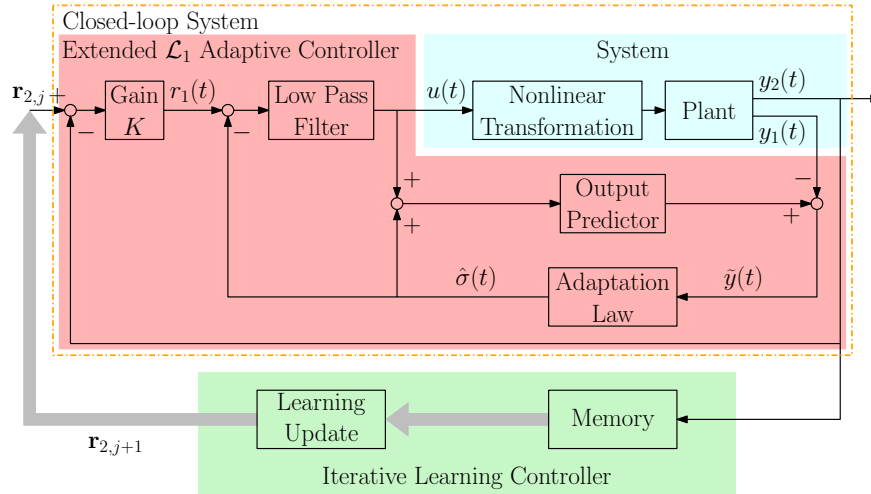 Closed-loop System
Extended 𝓛₁ Adaptive Controller
System
r₂,ⱼ
+
−
Gain
K
r₁(t)
−
Low Pass
Filter
u(t)
Nonlinear
Transformation
Plant
y₂(t)
y₁(t)
+
+
Output
Predictor
−
+
σ̂(t)
Adaptation
Law
ỹ(t)
Learning
Update
Memory
r₂,ⱼ₊₁
Iterative Learning Controller